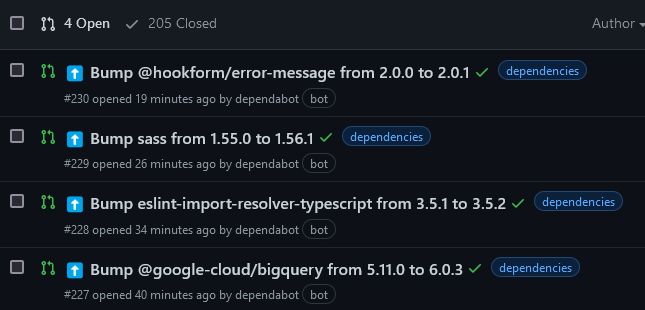 4 Open 205 Closed Author
Bump @hookform/error-message from 2.0.0 to 2.0.1 dependencies
#230 opened 19 minutes ago by dependabot bot
Bump sass from 1.55.0 to 1.56.1 dependencies
#229 opened 26 minutes ago by dependabot bot
Bump eslint-import-resolver-typescript from 3.5.1 to 3.5.2 dependencies
#228 opened 34 minutes ago by dependabot bot
Bump @google-cloud/bigquery from 5.11.0 to 6.0.3 dependencies
#227 opened 40 minutes ago by dependabot bot